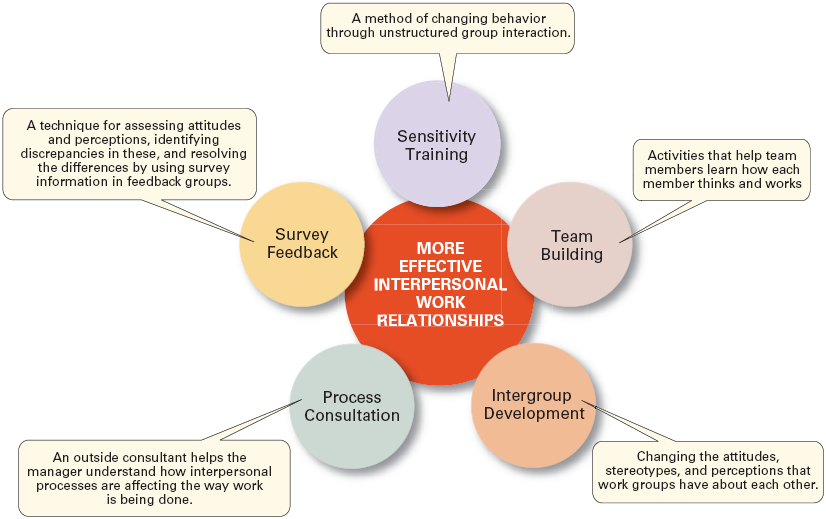 A method of changing behavior
through unstructured group interaction.
Sensitivity
Training
A technique for assessing attitudes
and perceptions, identifying
discrepancies in these, and resolving
the differences by using survey
information in feedback groups.
Activities that help team
members learn how each
member thinks and works
Survey
Feedback
MORE
EFFECTIVE
INTERPERSONAL
WORK
RELATIONSHIPS
Team
Building
Process
Consultation
Intergroup
Development
An outside consultant helps the
manager understand how interpersonal
processes are affecting the way work
is being done.
Changing the attitudes,
stereotypes, and perceptions that
work groups have about each other.